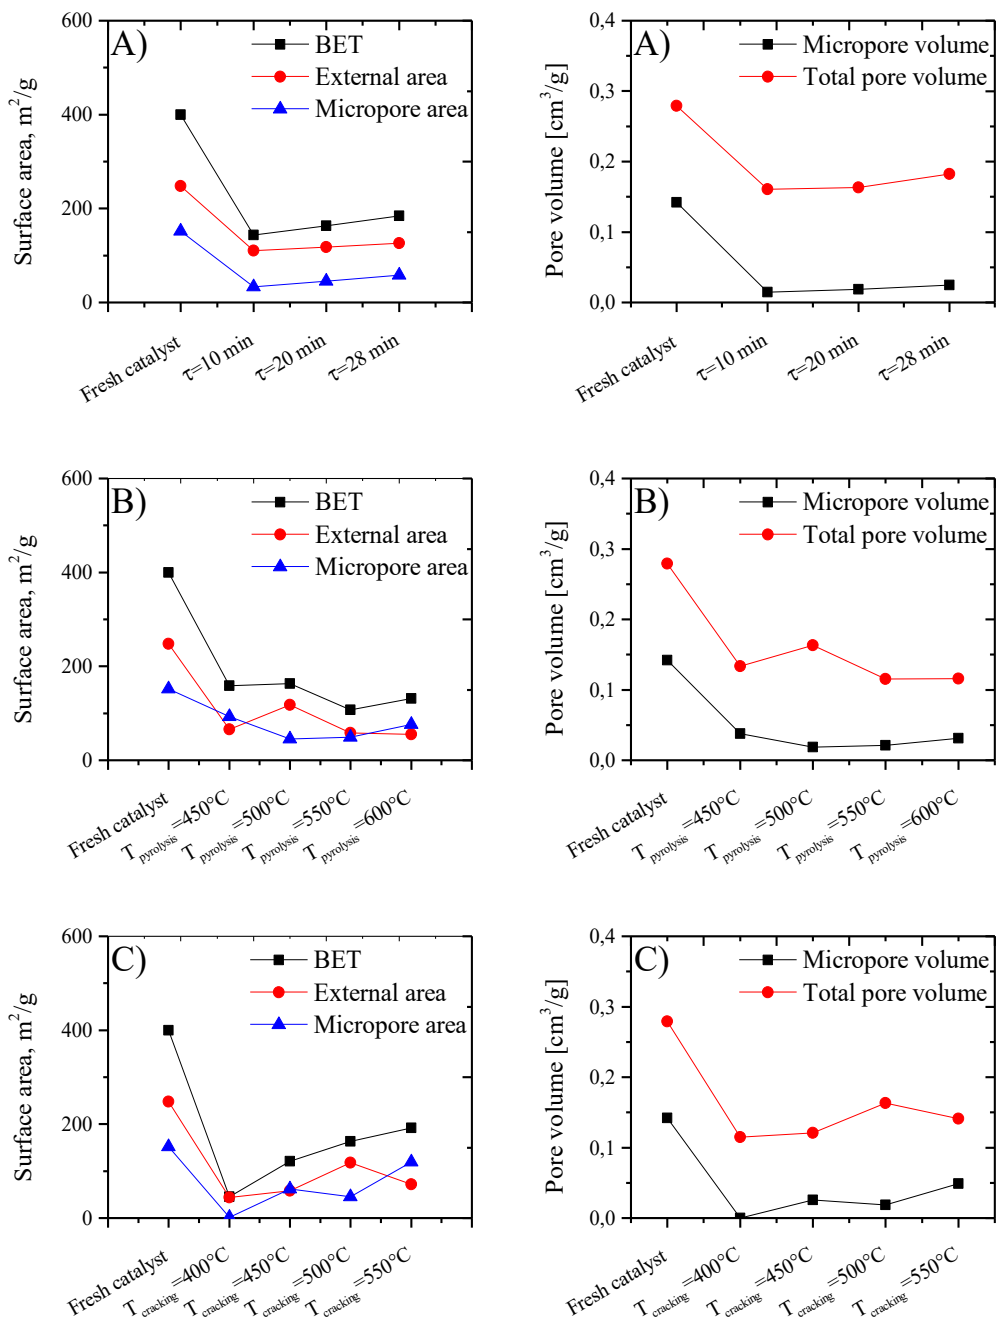 600
400
200
0
Surface area, m²/g
A)
BET
External area
Micropore area
Fresh catalyst
τ=10 min
τ=20 min
τ=28 min
0,4
0,3
0,2
0,1
0,0
Pore volume [cm³/g]
A)
Micropore volume
Total pore volume
Fresh catalyst
τ=10 min
τ=20 min
τ=28 min
600
400
200
0
Surface area, m²/g
B)
BET
External area
Micropore area
Fresh catalyst
T pyrolysis =450°C
T pyrolysis =500°C
T pyrolysis =550°C
T pyrolysis =600°C
0,4
0,3
0,2
0,1
0,0
Pore volume [cm³/g]
B)
Micropore volume
Total pore volume
Fresh catalyst
T pyrolysis =450°C
T pyrolysis =500°C
T pyrolysis =550°C
T pyrolysis =600°C
600
400
200
0
Surface area, m²/g
C)
BET
External area
Micropore area
Fresh catalyst
T cracking =400°C
T cracking =450°C
T cracking =500°C
T cracking =550°C
0,4
0,3
0,2
0,1
0,0
Pore volume [cm³/g]
C)
Micropore volume
Total pore volume
Fresh catalyst
T cracking =400°C
T cracking =450°C
T cracking =500°C
T cracking =550°C